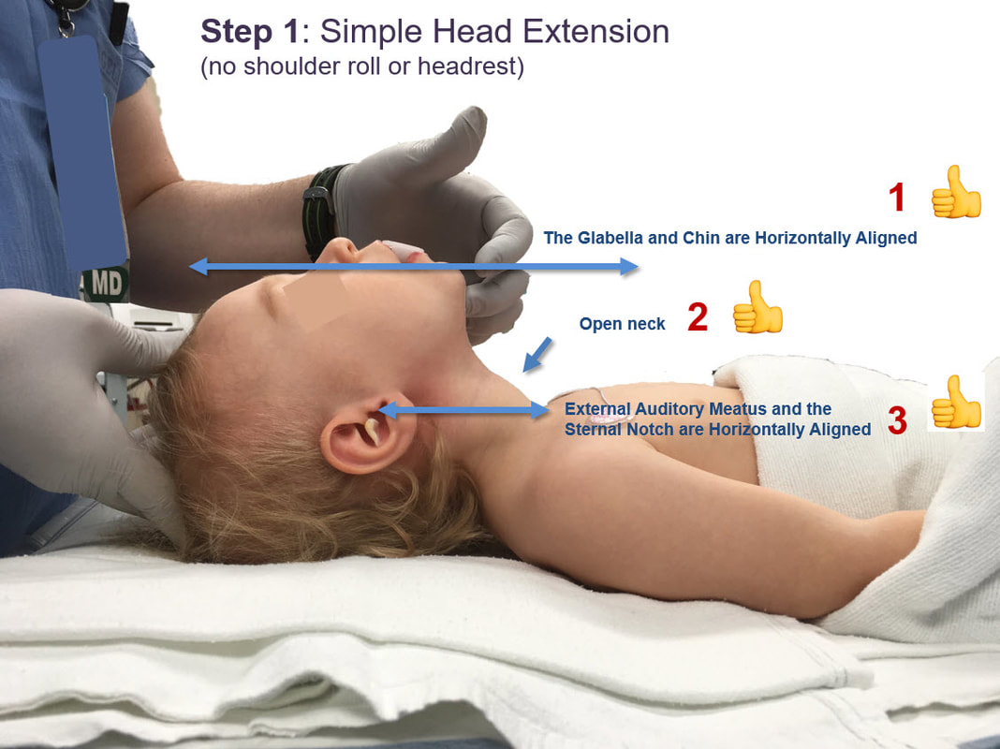 Step 1: Simple Head Extension
(no shoulder roll or headrest)
1
The Glabella and Chin are Horizontally Aligned
MD
Open neck 2
External Auditory Meatus and the
Sternal Notch are Horizontally Aligned 3